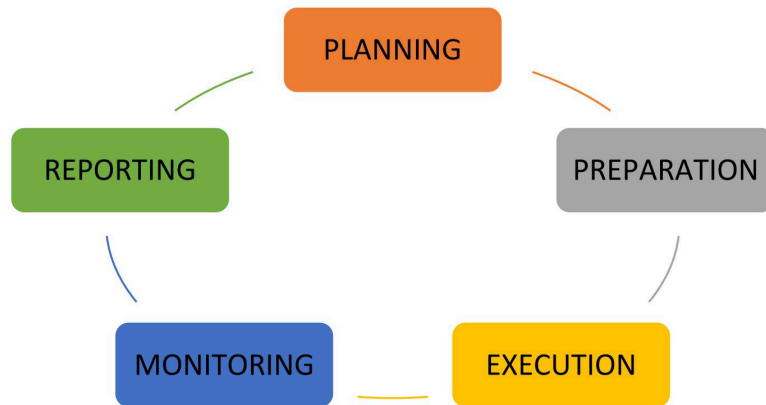 PLANNING
PREPARATION
EXECUTION
MONITORING
REPORTING